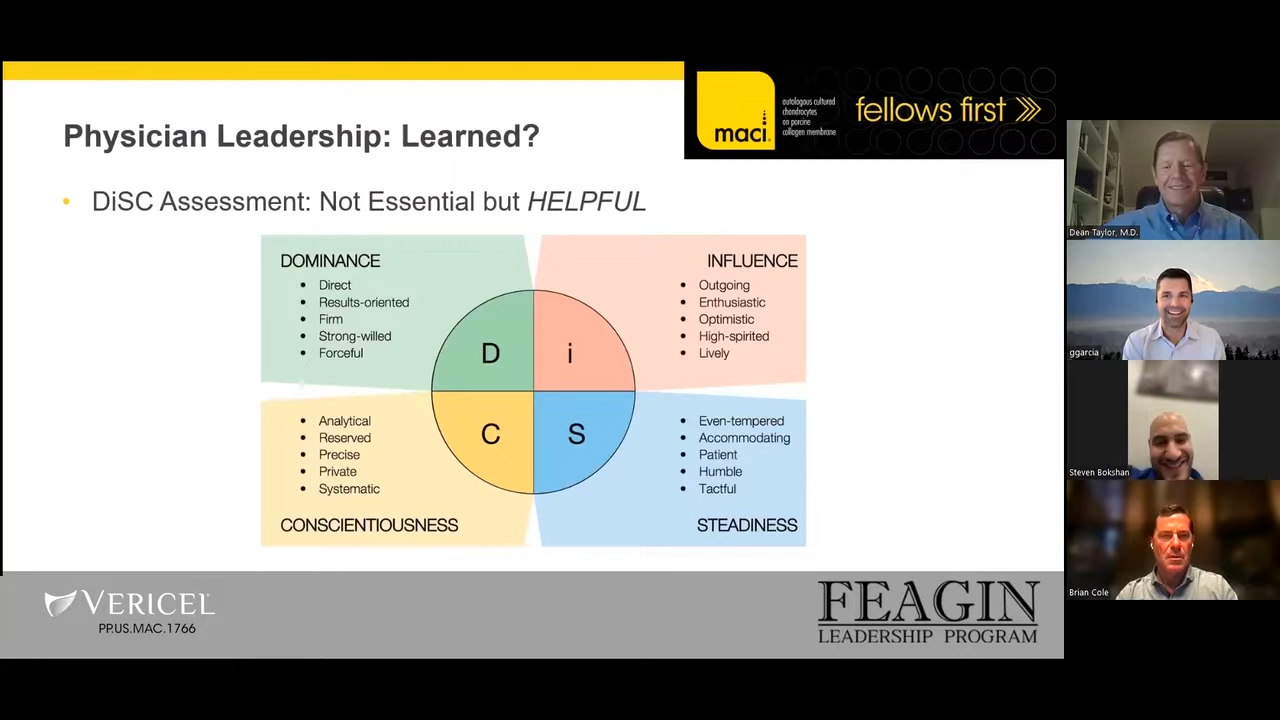 maci
autologous cultured
chondrocytes
on porcine
collagen membrane
fellows first
Physician Leadership: Learned?
• DiSC Assessment: Not Essential but HELPFUL
DOMINANCE
• Direct
• Results-oriented
• Firm
• Strong-willed
• Forceful
INFLUENCE
• Outgoing
• Enthusiastic
• Optimistic
• High-spirited
• Lively
D
i
C
S
• Analytical
• Reserved
• Precise
• Private
• Systematic
CONSCIENTIOUSNESS
• Even-tempered
• Accommodating
• Patient
• Humble
• Tactful
STEADINESS
VERICEL
PP.US.MAC.1766
FEAGIN
LEADERSHIP PROGRAM
Dean Taylor, M.D.
ggarcia
Steven Bokshan
Brian Cole